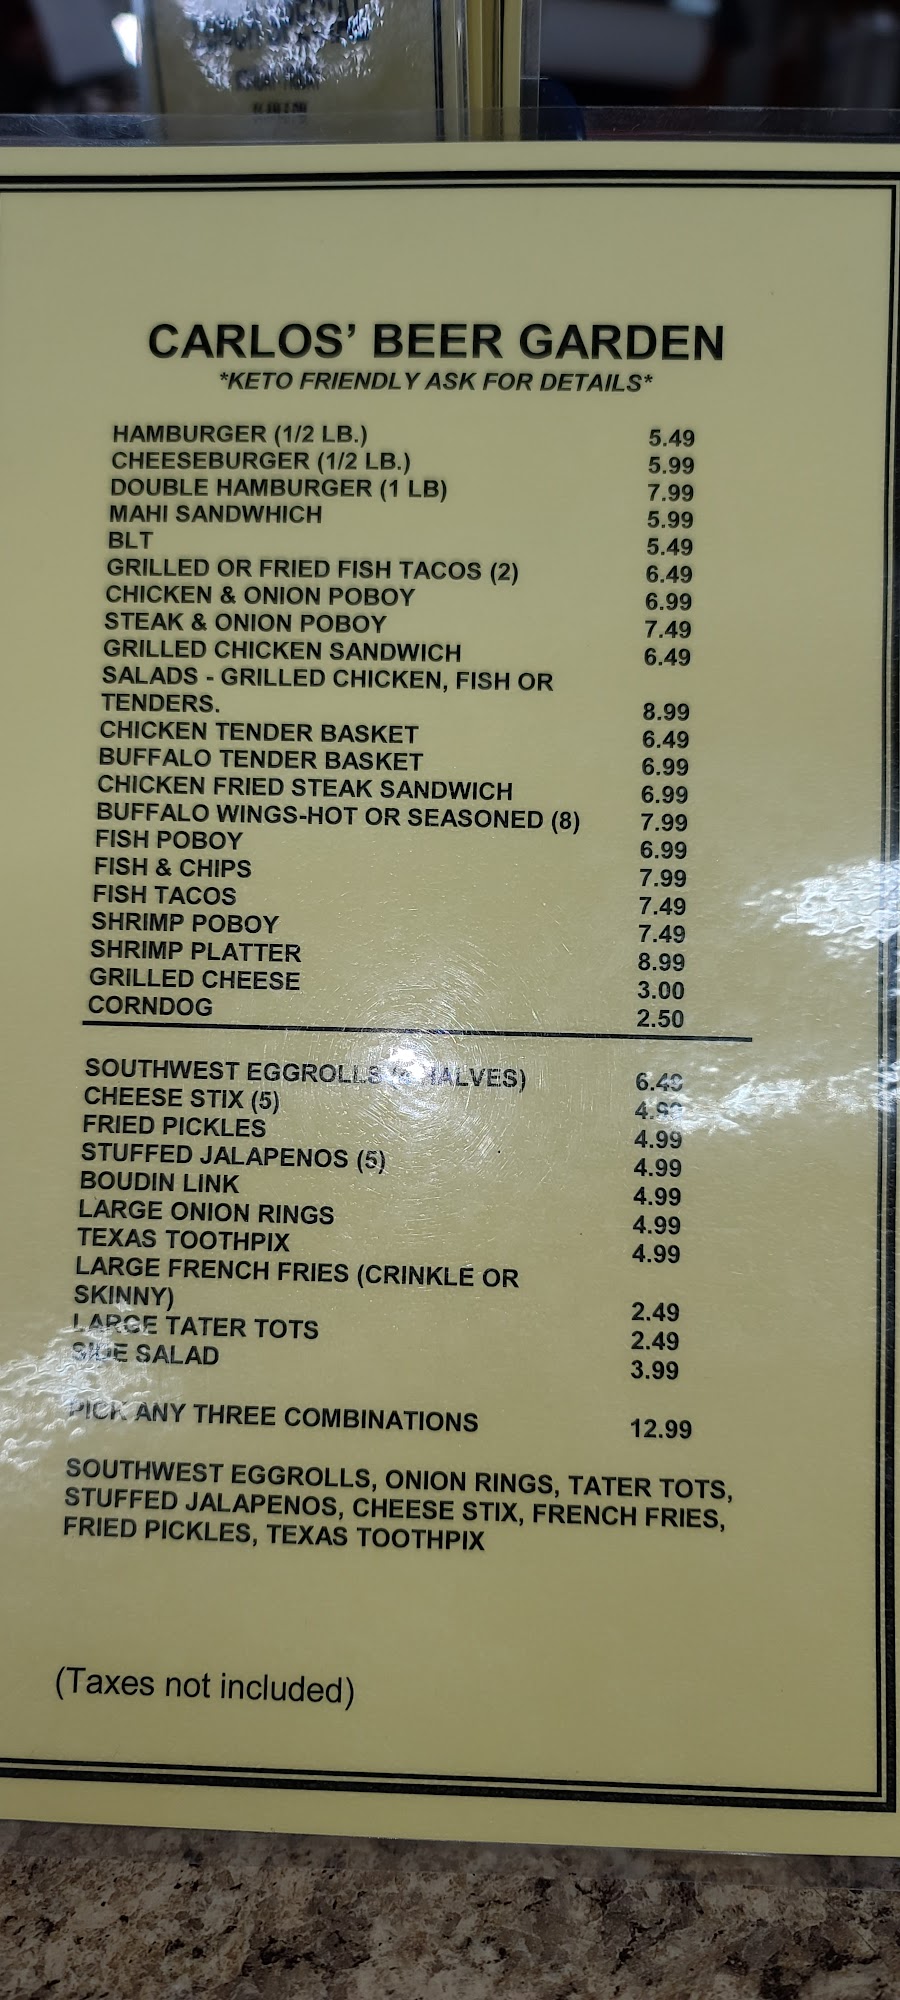 CARLOS' BEER GARDEN
*KETO FRIENDLY ASK FOR DETAILS*
HAMBURGER (1/2 LB.) 5.49
CHEESEBURGER (1/2 LB.) 5.99
DOUBLE HAMBURGER (1 LB) 7.99
MAHI SANDWHICH 5.99
BLT 5.49
GRILLED OR FRIED FISH TACOS (2) 6.49
CHICKEN & ONION POBOY 6.99
STEAK & ONION POBOY 7.49
GRILLED CHICKEN SANDWICH 6.49
SALADS - GRILLED CHICKEN, FISH OR
TENDERS. 8.99
CHICKEN TENDER BASKET 6.49
BUFFALO TENDER BASKET 6.99
CHICKEN FRIED STEAK SANDWICH 6.99
BUFFALO WINGS-HOT OR SEASONED (8) 7.99
FISH POBOY 6.99
FISH & CHIPS 7.99
FISH TACOS 7.49
SHRIMP POBOY 7.49
SHRIMP PLATTER 8.99
GRILLED CHEESE 3.00
CORNDOG 2.50
SOUTHWEST EGGROLLS HALVES) 6.49
CHEESE STIX (5) 4.99
FRIED PICKLES 4.99
STUFFED JALAPENOS (5) 4.99
BOUDIN LINK 4.99
LARGE ONION RINGS 4.99
TEXAS TOOTHPIX 4.99
LARGE FRENCH FRIES (CRINKLE OR
SKINNY) 2.49
LARGE TATER TOTS 2.49
SIDE SALAD 3.99
PICK ANY THREE COMBINATIONS 12.99
SOUTHWEST EGGROLLS, ONION RINGS, TATER TOTS,
STUFFED JALAPENOS, CHEESE STIX, FRENCH FRIES,
FRIED PICKLES, TEXAS TOOTHPIX
(Taxes not included)